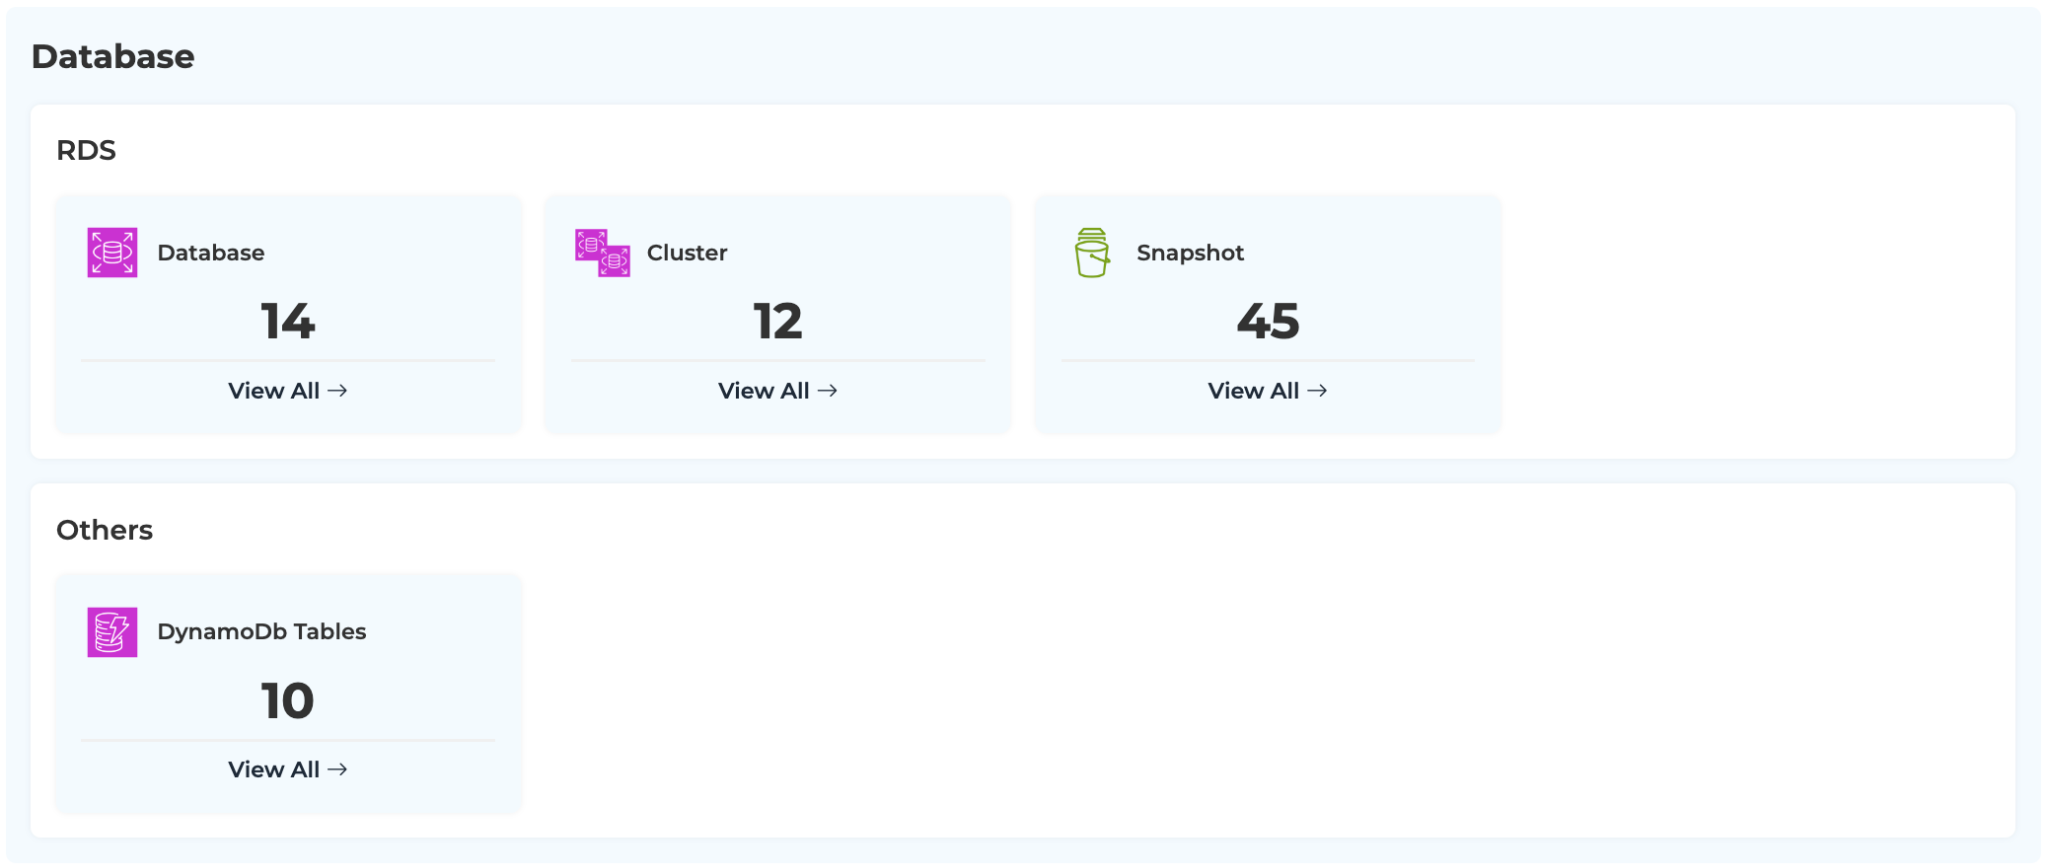 Database
RDS
Database
14
View All →
Cluster
12
View All →
Snapshot
45
View All →
Others
DynamoDb Tables
10
View All →